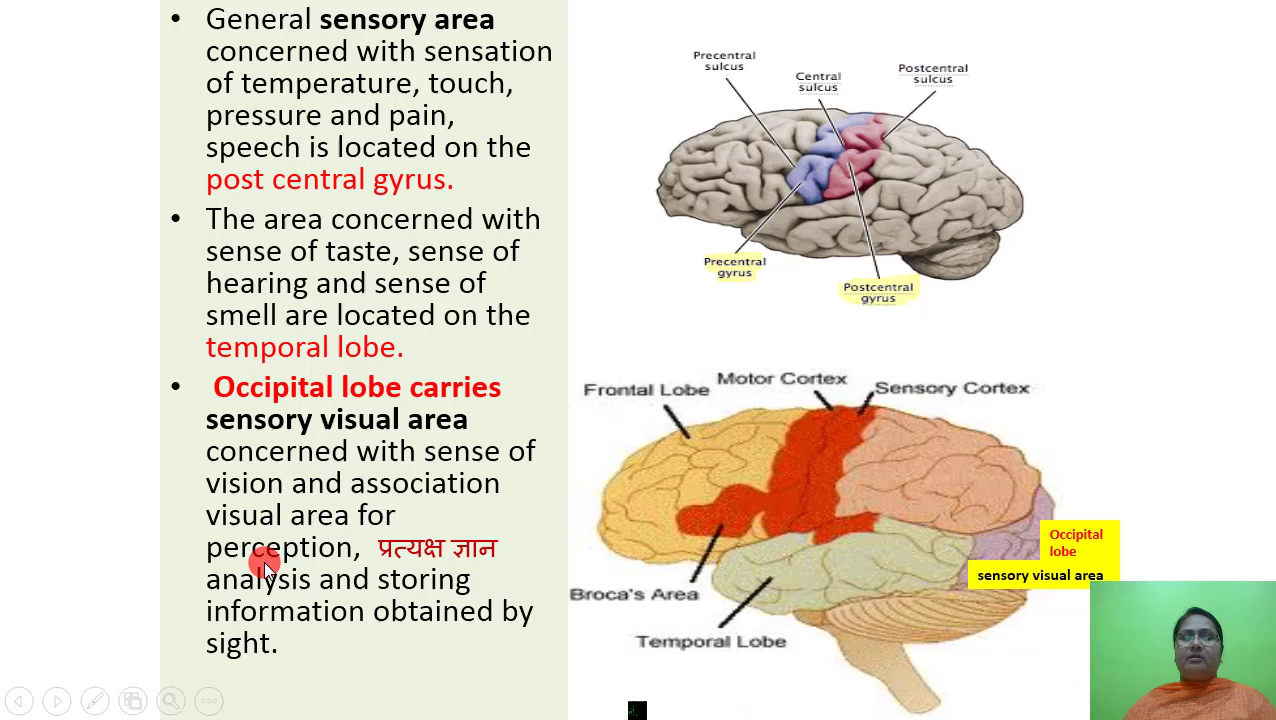 • General sensory area
concerned with sensation
of temperature, touch,
pressure and pain,
speech is located on the
post central gyrus.
• The area concerned with
sense of taste, sense of
hearing and sense of
smell are located on the
temporal lobe.
• Occipital lobe carries
sensory visual area
concerned with sense of
vision and association
visual area for
perception, प्रत्यक्ष ज्ञान
analysis and storing
information obtained by
sight.
Precentral
sulcus
Central
sulcus
Postcentral
sulcus
Precentral
gyrus
Postcentral
gyrus
Frontal Lobe
Motor Cortex
Sensory Cortex
Broca's Area
Temporal Lobe
Occipital
lobe
sensory visual area